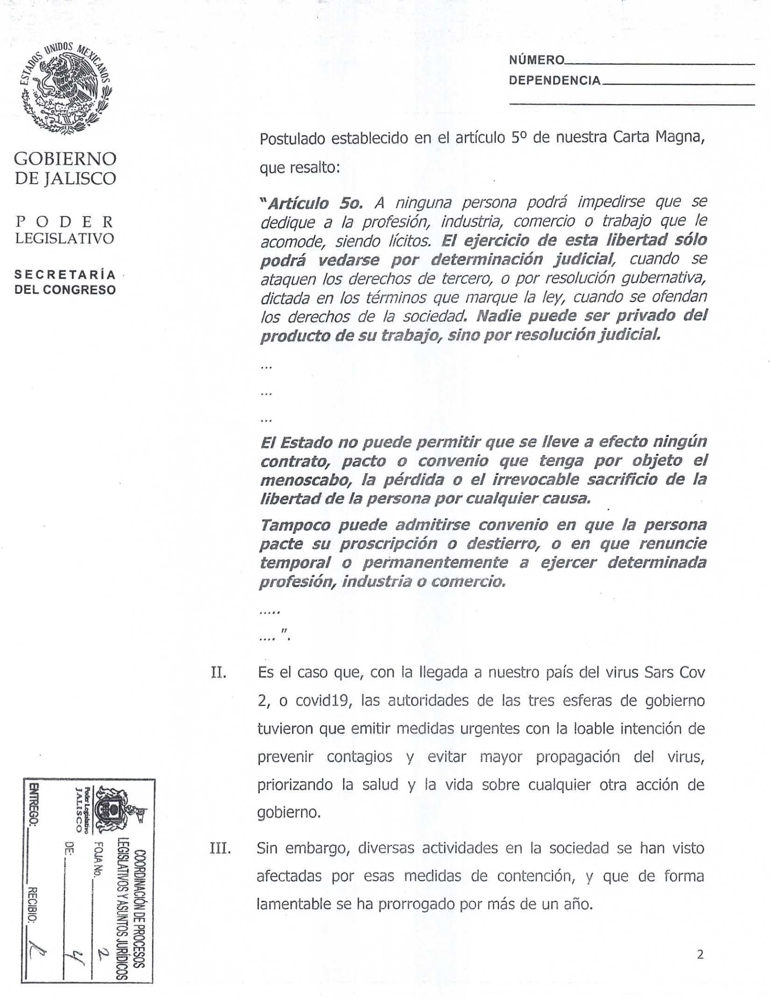 ESTADOS UNIDOS MEXICANOS
GOBIERNO
DE JALISCO
P O D E R
LEGISLATIVO
SECRETARÍA
DEL CONGRESO
NÚMERO
DEPENDENCIA
Postulado establecido en el artículo 5º de nuestra Carta Magna,
que resalto:
"Artículo 5o. A ninguna persona podrá impedirse que se
dedique a la profesión, industria, comercio o trabajo que le
acomode, siendo lícitos. El ejercicio de esta libertad sólo
podrá vedarse por determinación judicial, cuando se
ataquen los derechos de tercero, o por resolución gubernativa,
dictada en los términos que marque la ley, cuando se ofendan
los derechos de la sociedad. Nadie puede ser privado del
producto de su trabajo, sino por resolución judicial.
...
...
...
El Estado no puede permitir que se lleve a efecto ningún
contrato, pacto o convenio que tenga por objeto el
menoscabo, la pérdida o el irrevocable sacrificio de la
libertad de la persona por cualquier causa.
Tampoco puede admitirse convenio en que la persona
pacte su proscripción o destierro, o en que renuncie
temporal o permanentemente a ejercer determinada
profesión, industria o comercio.
.....
.... ".
II. Es el caso que, con la llegada a nuestro país del virus Sars Cov
2, o covid19, las autoridades de las tres esferas de gobierno
tuvieron que emitir medidas urgentes con la loable intención de
prevenir contagios y evitar mayor propagación del virus,
priorizando la salud y la vida sobre cualquier otra acción de
gobierno.
III. Sin embargo, diversas actividades en la sociedad se han visto
afectadas por esas medidas de contención, y que de forma
lamentable se ha prorrogado por más de un año.
Poder Legislativo
JALISCO
COORDINACIÓN DE PROCESOS
LEGISLATIVOS Y ASUNTOS JURÍDICOS
FOJA No. 2
DE: 4
ENTREGO: RECIBIO:
2